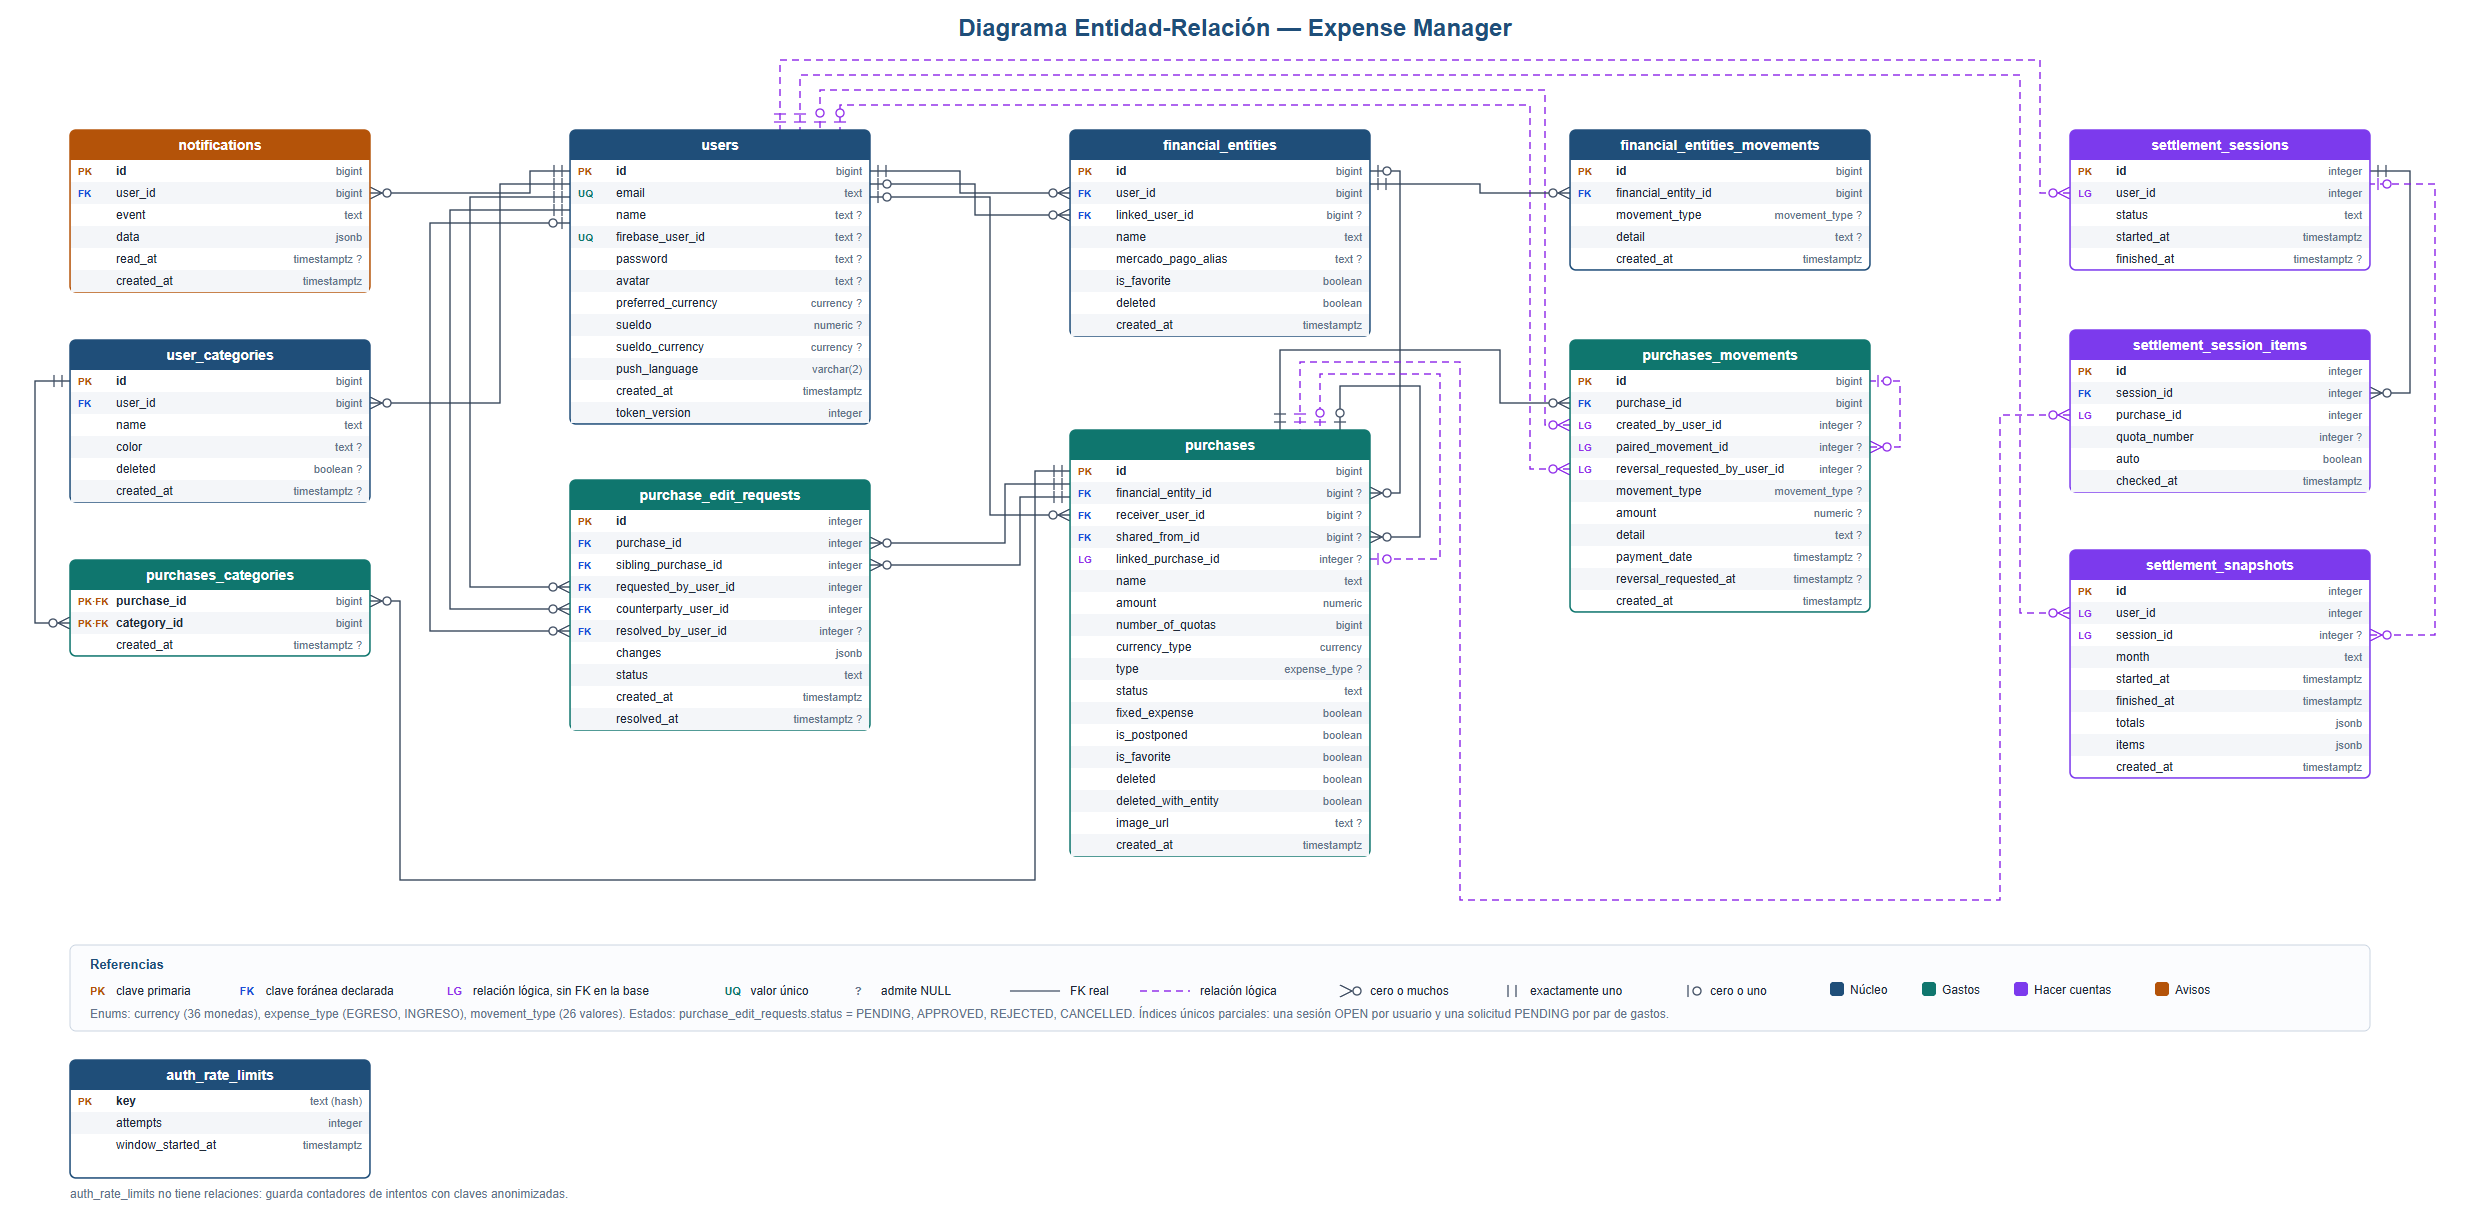 Diagrama Entidad-Relación — Expense Manager
notifications
PK id bigint
FK user_id bigint
event text
data jsonb
read_at timestamptz ?
created_at timestamptz
users
PK id bigint
UQ email text
name text ?
UQ firebase_user_id text ?
password text ?
avatar text ?
preferred_currency currency ?
sueldo numeric ?
sueldo_currency currency ?
push_language varchar(2)
created_at timestamptz
token_version integer
financial_entities
PK id bigint
FK user_id bigint
FK linked_user_id bigint ?
name text
mercado_pago_alias text ?
is_favorite boolean
deleted boolean
created_at timestamptz
financial_entities_movements
PK id bigint
FK financial_entity_id bigint
movement_type movement_type ?
detail text ?
created_at timestamptz
settlement_sessions
PK id integer
LG user_id integer
status text
started_at timestamptz
finished_at timestamptz ?
user_categories
PK id bigint
FK user_id bigint
name text
color text ?
deleted boolean ?
created_at timestamptz ?
purchases_movements
PK id bigint
FK purchase_id bigint
LG created_by_user_id integer ?
LG paired_movement_id integer ?
LG reversal_requested_by_user_id integer ?
movement_type movement_type ?
amount numeric ?
detail text ?
payment_date timestamptz ?
reversal_requested_at timestamptz ?
created_at timestamptz
settlement_session_items
PK id integer
FK session_id integer
LG purchase_id integer
quota_number integer ?
auto boolean
checked_at timestamptz
purchases_categories
PK·FK purchase_id bigint
PK·FK category_id bigint
created_at timestamptz ?
purchase_edit_requests
PK id integer
FK purchase_id integer
FK sibling_purchase_id integer
FK requested_by_user_id integer
FK counterparty_user_id integer
FK resolved_by_user_id integer ?
changes jsonb
status text
created_at timestamptz
resolved_at timestamptz ?
purchases
PK id bigint
FK financial_entity_id bigint ?
FK receiver_user_id bigint ?
FK shared_from_id bigint ?
LG linked_purchase_id integer ?
name text
amount numeric
number_of_quotas bigint
currency_type currency
type expense_type ?
status text
fixed_expense boolean
is_postponed boolean
is_favorite boolean
deleted boolean
deleted_with_entity boolean
image_url text ?
created_at timestamptz
settlement_snapshots
PK id integer
LG user_id integer
LG session_id integer ?
month text
started_at timestamptz
finished_at timestamptz
totals jsonb
items jsonb
created_at timestamptz
Referencias
PK clave primaria FK clave foránea declarada LG relación lógica, sin FK en la base UQ valor único ? admite NULL FK real relación lógica cero o muchos exactamente uno cero o uno Núcleo Gastos Hacer cuentas Avisos
Enums: currency (36 monedas), expense_type (EGRESO, INGRESO), movement_type (26 valores). Estados: purchase_edit_requests.status = PENDING, APPROVED, REJECTED, CANCELLED. Índices únicos parciales: una sesión OPEN por usuario y una solicitud PENDING por par de gastos.
auth_rate_limits
PK key text (hash)
attempts integer
window_started_at timestamptz
auth_rate_limits no tiene relaciones: guarda contadores de intentos con claves anonimizadas.